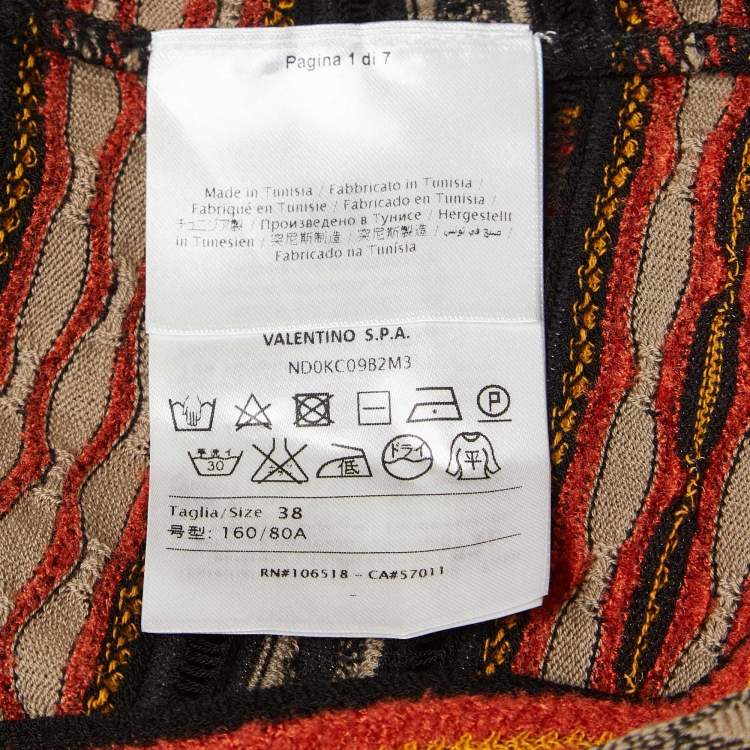 Pagina 1 di 7
Made in Tunisia / Fabbricato in Tunisia /
Fabriqué en Tunisie / Fabricado en Tunisia /
チュニジア製 / Произведено в Тунисе / Hergestellt
in Tunesien / 突尼斯制造 / 突尼斯製造 / صنع في تونس /
Fabricado na Tunísia
VALENTINO S.P.A.
ND0KC09B2M3
P
手洗イ 30 低 ドライ 平
Taglia/Size 38
号型: 160/80A
RN#106518 - CA#57011